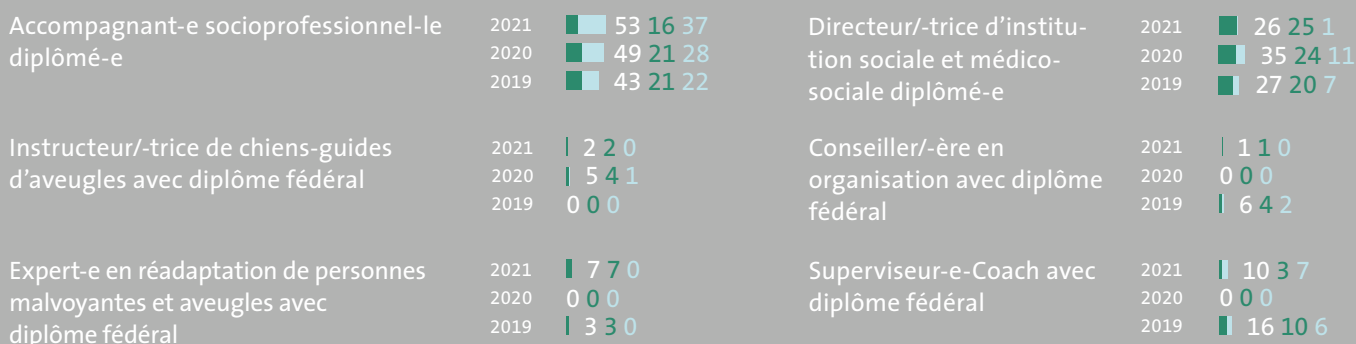 Accompagnant-e socioprofessionnel-le
diplômé-e
2021 53 16 37
2020 49 21 28
2019 43 21 22
Instructeur/-trice de chiens-guides
d’aveugles avec diplôme fédéral
2021 2 2 0
2020 5 4 1
2019 0 0 0
Expert-e en réadaptation de personnes
malvoyantes et aveugles avec
diplôme fédéral
2021 7 7 0
2020 0 0 0
2019 3 3 0
Directeur/-trice d’institu-
tion sociale et médico-
sociale diplômé-e
2021 26 25 1
2020 35 24 11
2019 27 20 7
Conseiller/-ère en
organisation avec diplôme
fédéral
2021 1 1 0
2020 0 0 0
2019 6 4 2
Superviseur-e-Coach avec
diplôme fédéral
2021 10 3 7
2020 0 0 0
2019 16 10 6